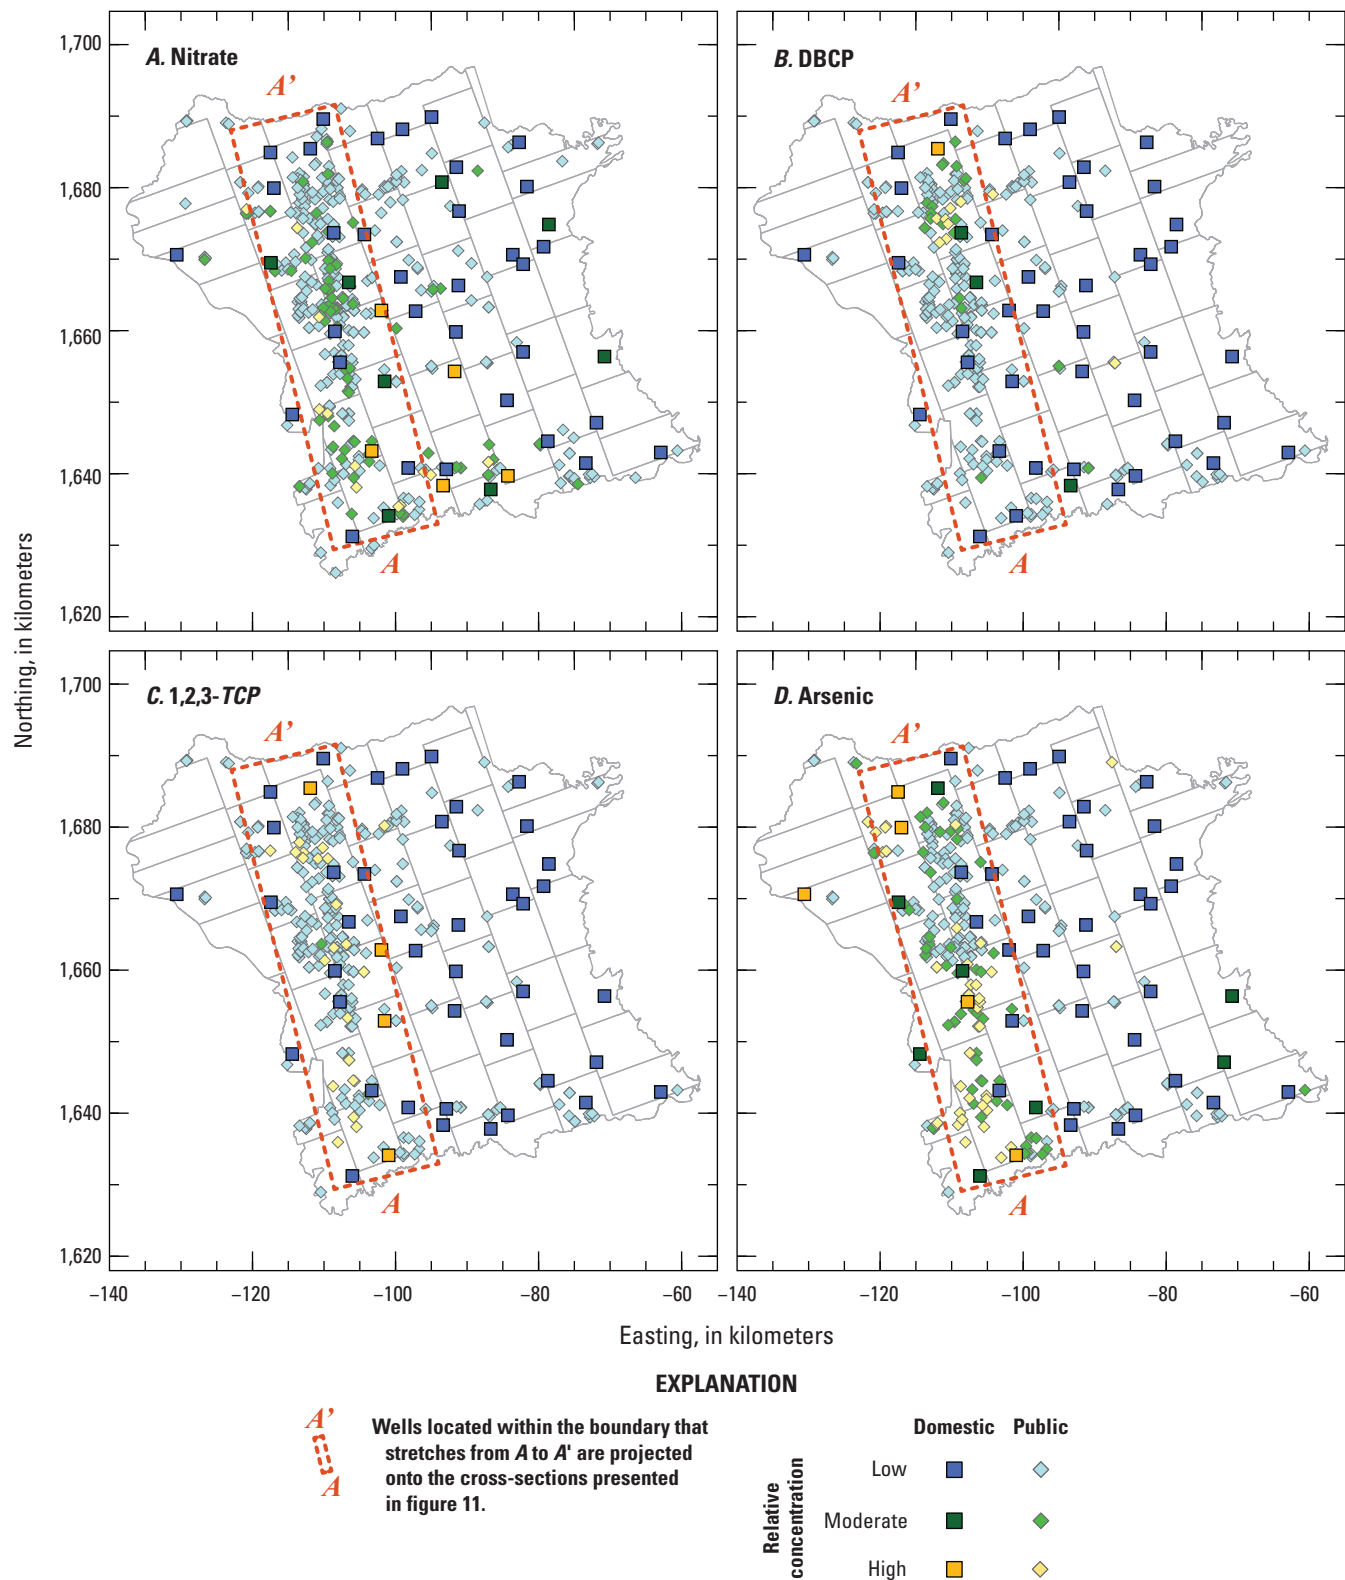 A. Nitrate
B. DBCP
A’
A’
A
A
C. 1,2,3-TCP
D. Arsenic
A’
A’
A
A
1,700
1,680
1,660
1,640
1,620
1,700
1,680
1,660
1,640
1,620
Northing, in kilometers
−140
−120
−100
−80
−60
−140
−120
−100
−80
−60
Easting, in kilometers
EXPLANATION
A’
A
Wells located within the boundary that
stretches from A to A' are projected
onto the cross-sections presented
in figure 11.
Domestic Public
Relative
concentration
Low
Moderate
High